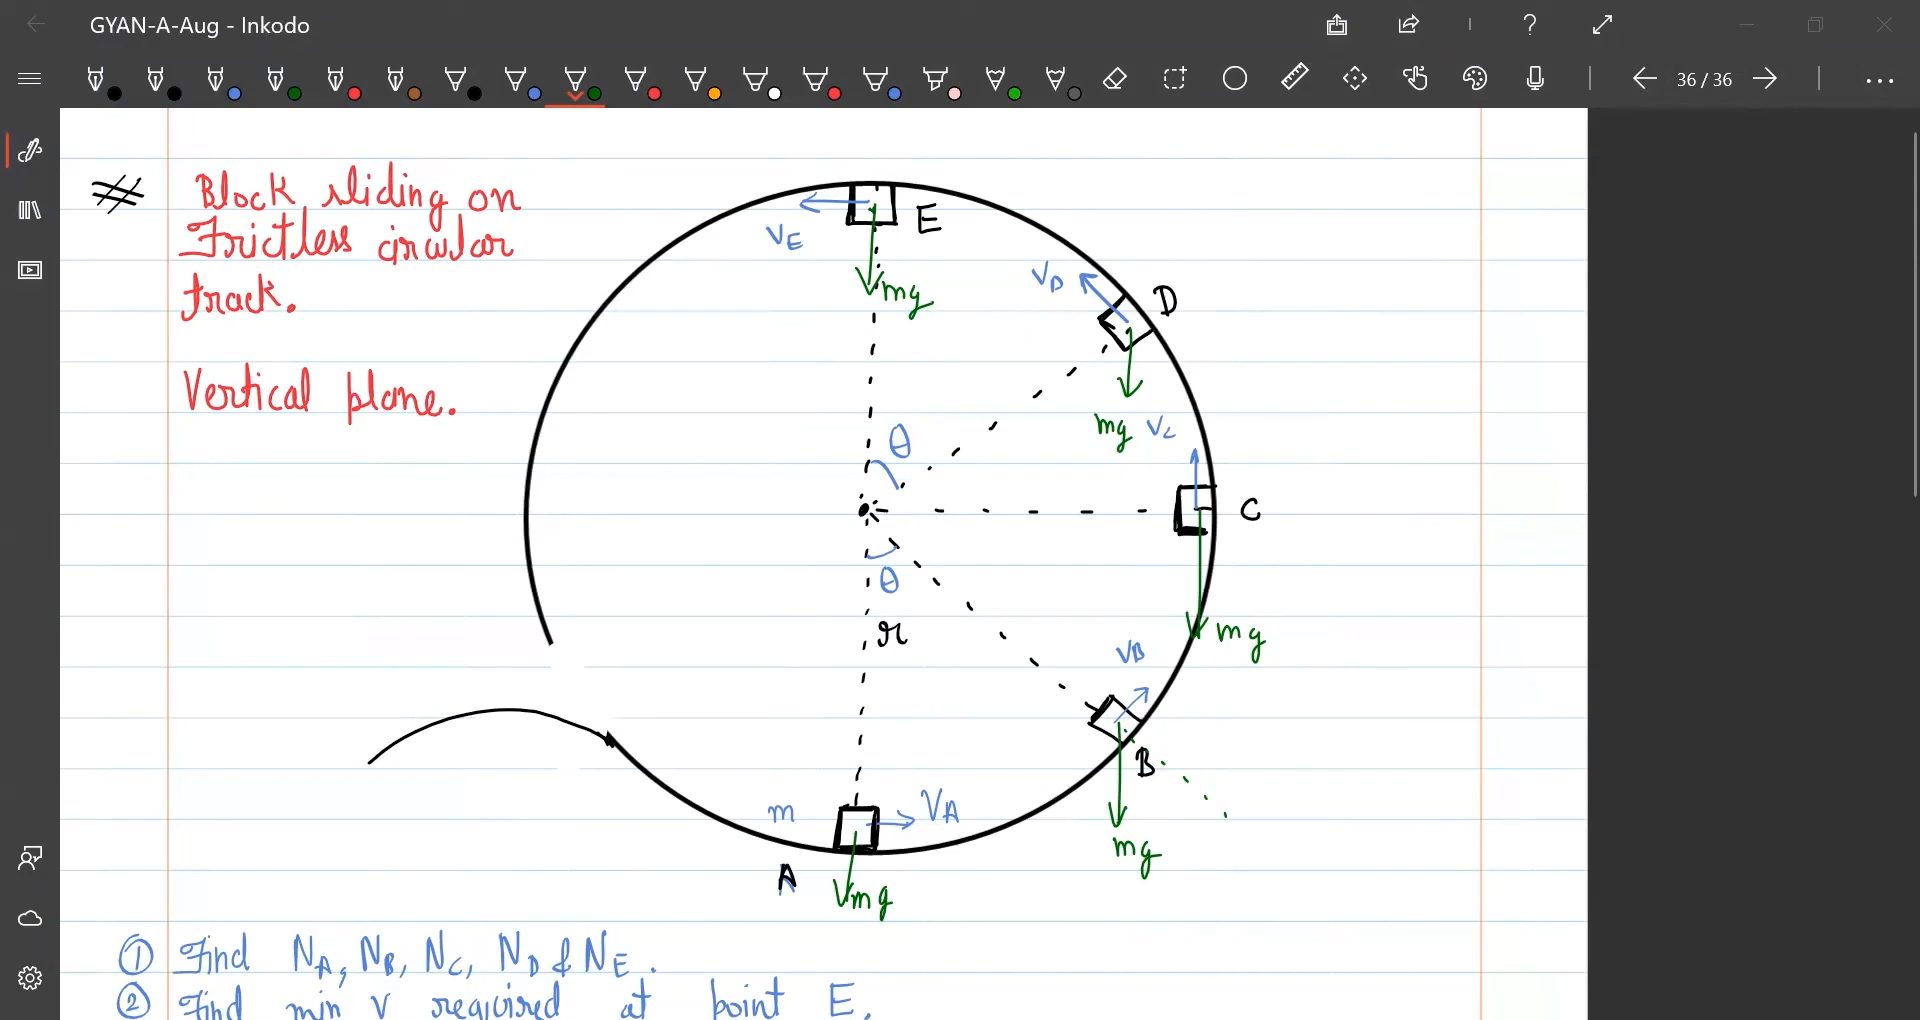 GYAN-A-Aug - Inkodo
36 / 36
# Block sliding on
Frictless circular
track.
Vertical plane.
E
VE
mg
VD
D
mg
VC
θ
C
θ
r
mg
VB
B
mg
m
VA
A
mg
① Find NA, NB, NC, ND & NE.
② Find min v required at point E.